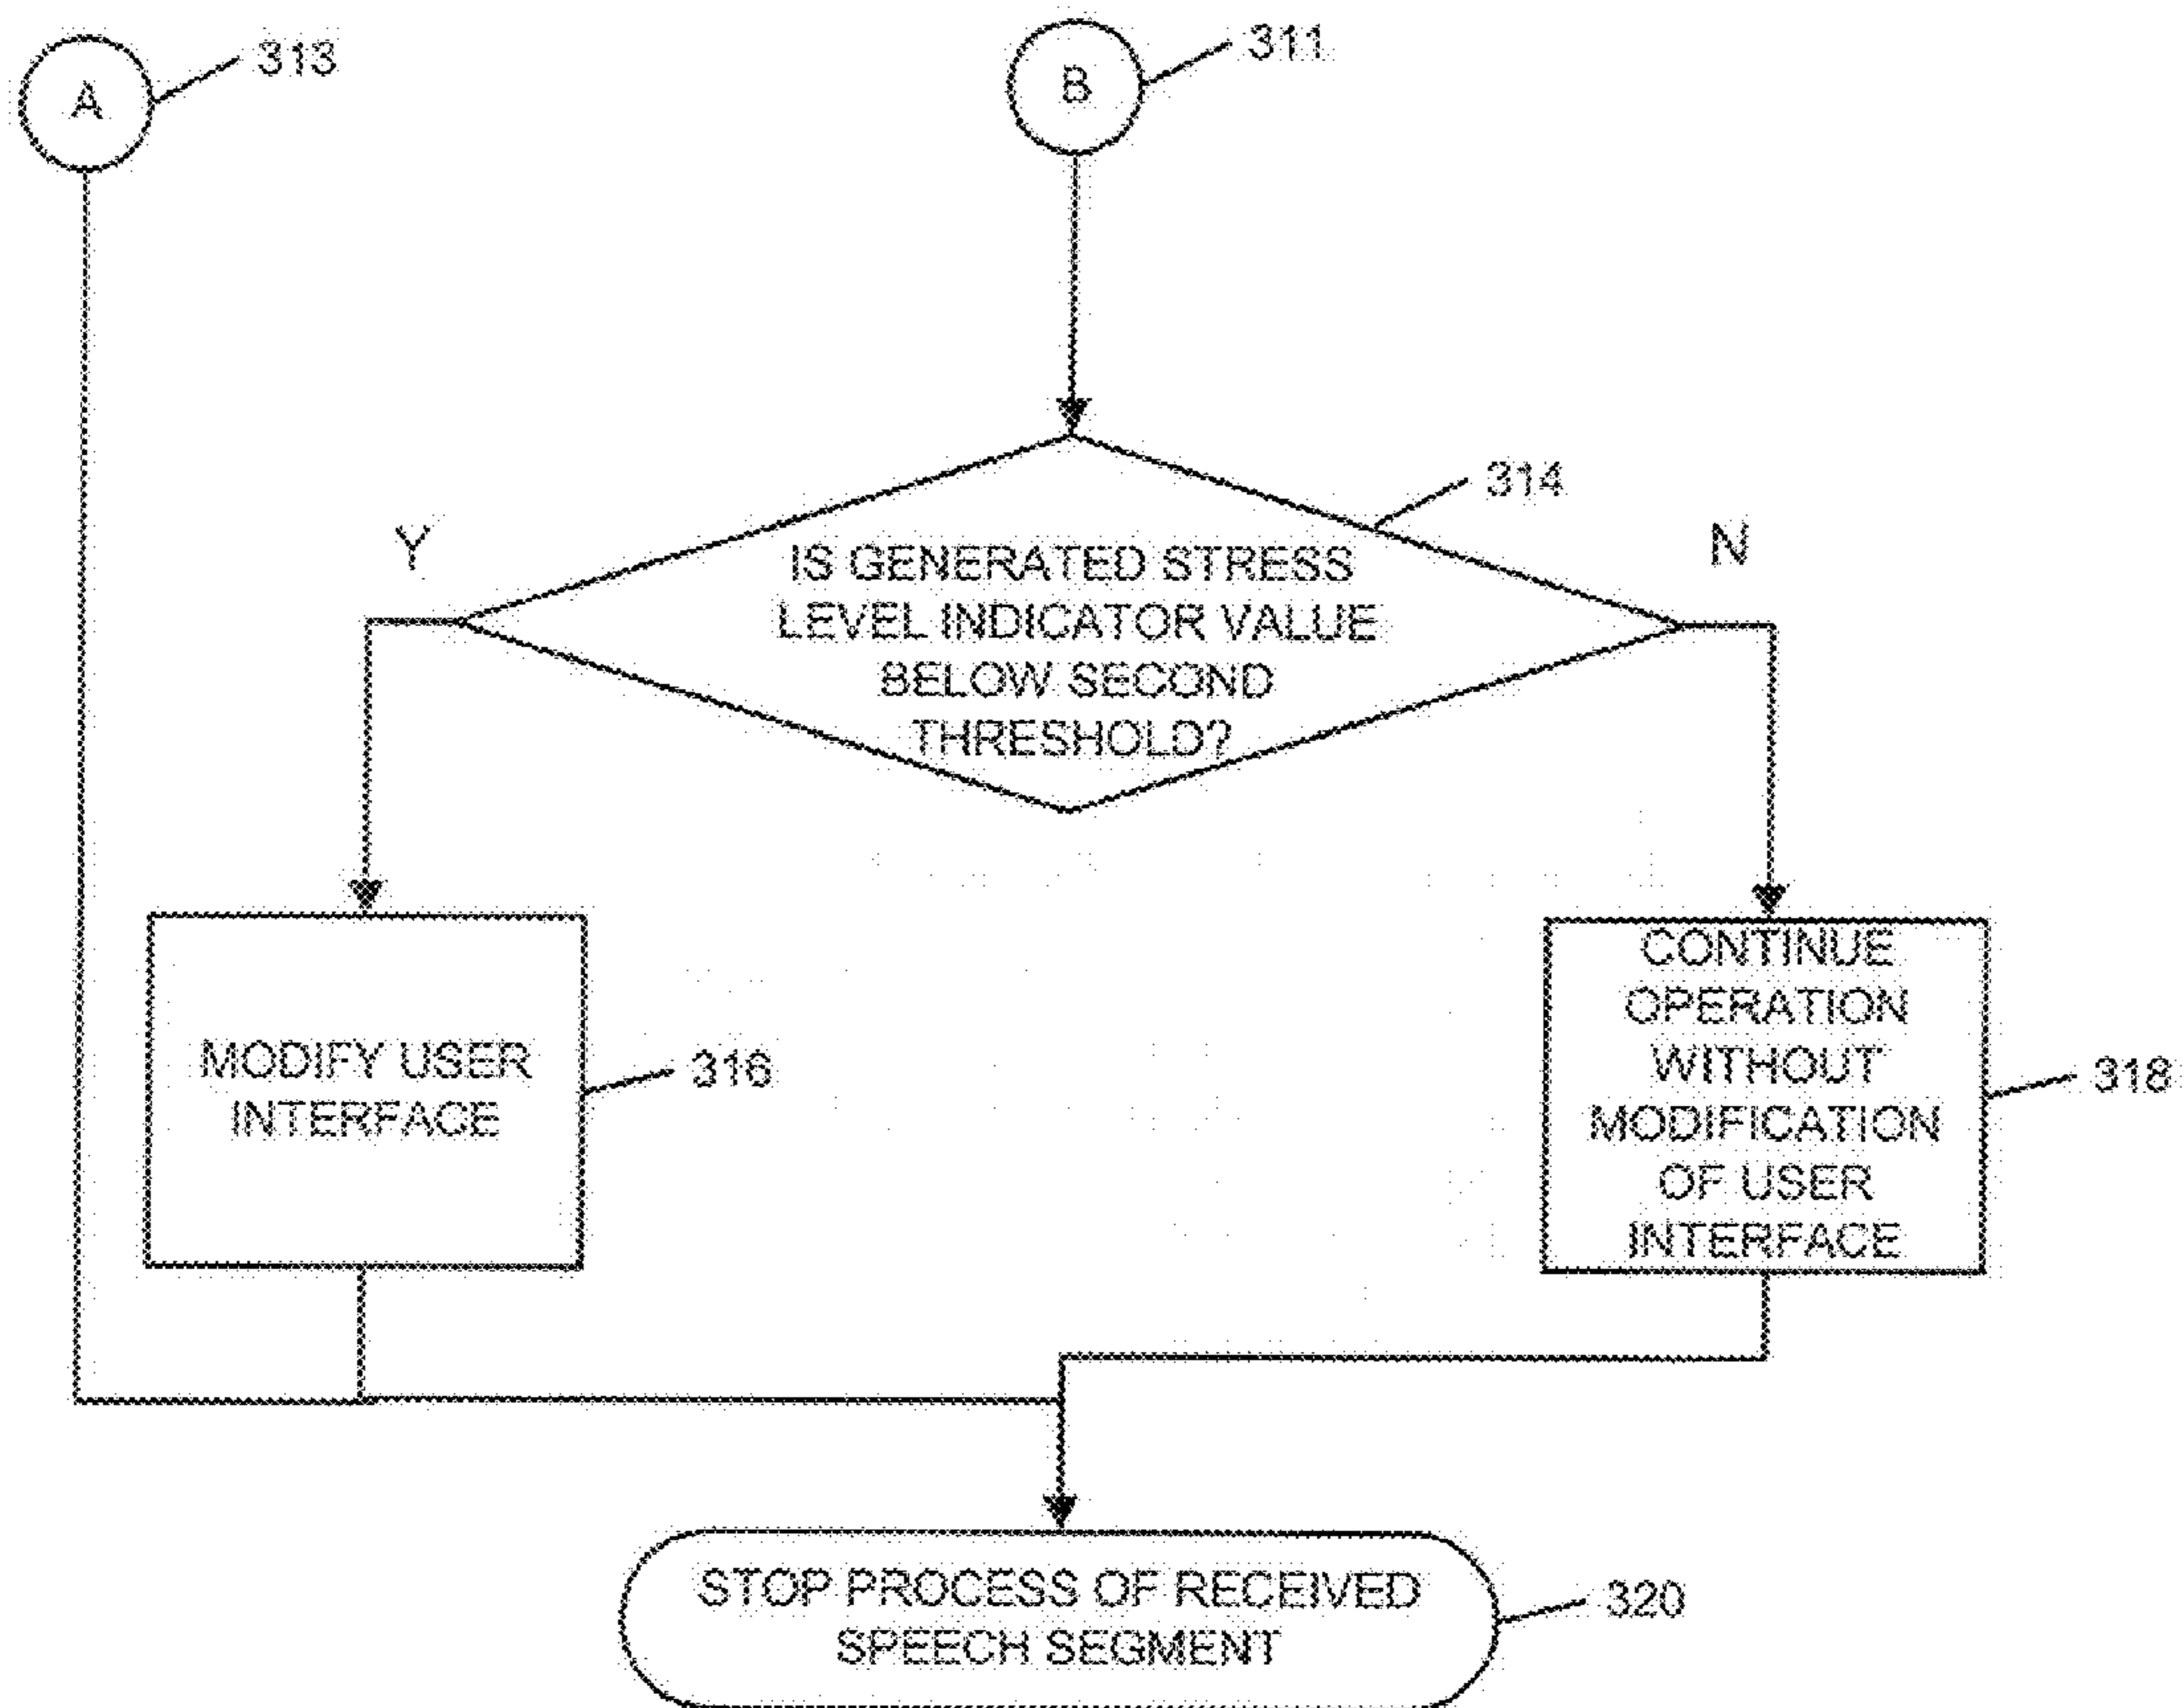 A
313
B
311
314
Y
N
IS GENERATED STRESS
LEVEL INDICATOR VALUE
BELOW SECOND
THRESHOLD?
MODIFY USER
INTERFACE
316
CONTINUE
OPERATION
WITHOUT
MODIFICATION
OF USER
INTERFACE
318
STOP PROCESS OF RECEIVED
SPEECH SEGMENT
320